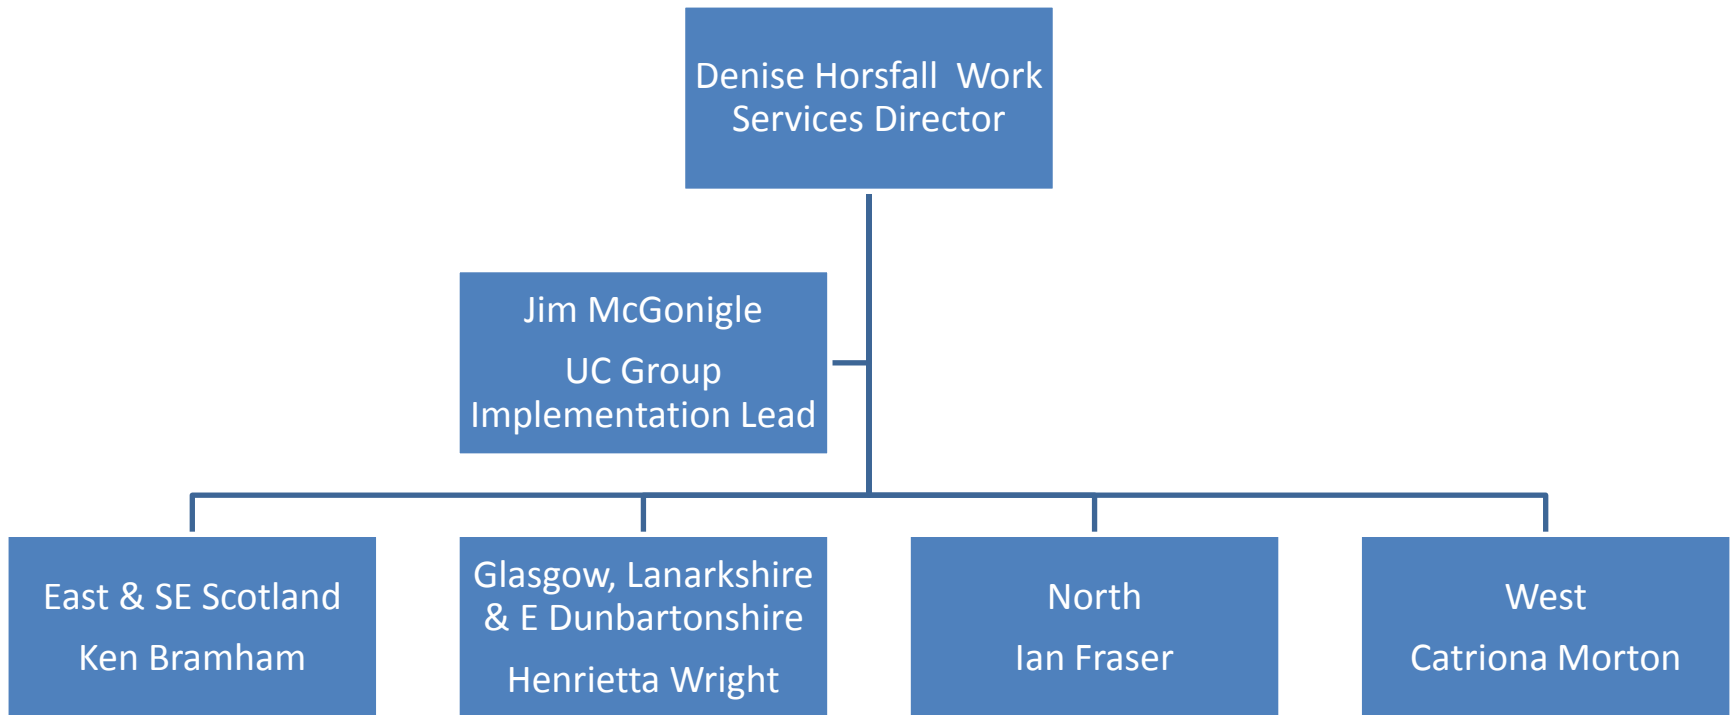 Denise Horsfall  Work
Services Director
Jim McGonigle
UC Group
Implementation Lead
East & SE Scotland
Ken Bramham
Glasgow, Lanarkshire
& E Dunbartonshire
Henrietta Wright
North
Ian Fraser
West
Catriona Morton